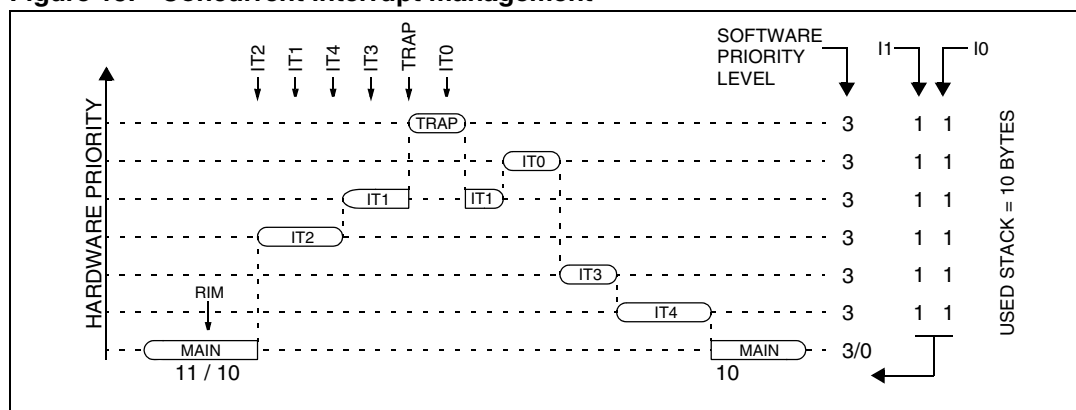 Figure 18. Concurrent interrupt management
IT2
IT1
IT4
IT3
TRAP
IT0
SOFTWARE
PRIORITY
LEVEL
I1
I0
HARDWARE PRIORITY
TRAP
3
1 1
IT0
3
1 1
IT1
IT1
3
1 1
IT2
3
1 1
IT3
3
1 1
RIM
IT4
3
1 1
MAIN
MAIN
3/0
11 / 10
10
USED STACK = 10 BYTES